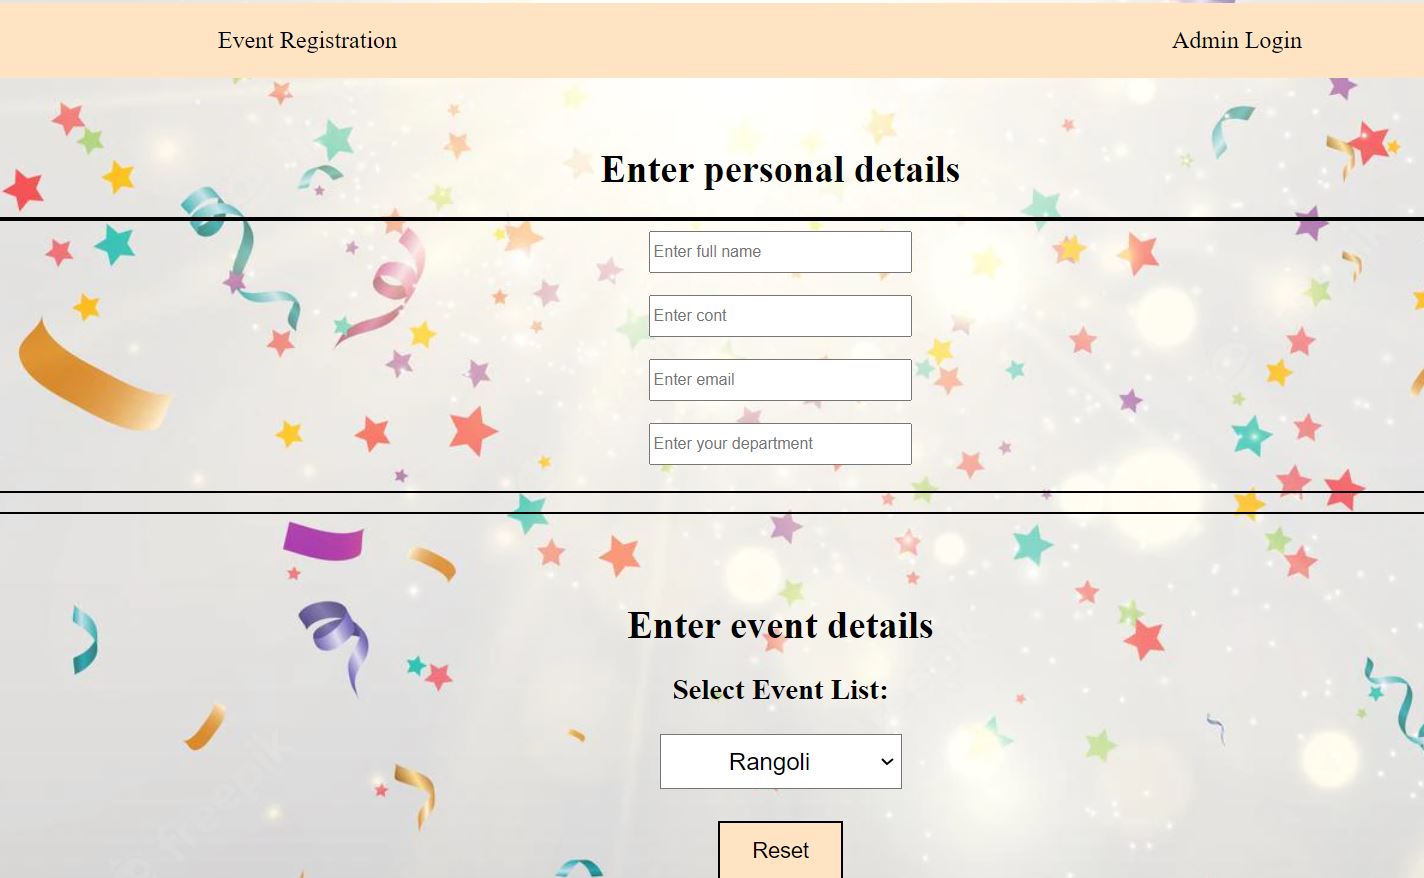 Event Registration
Admin Login
Enter personal details
Enter full name
Enter cont
Enter email
Enter your department
Enter event details
Select Event List:
Rangoli
Reset
freepik